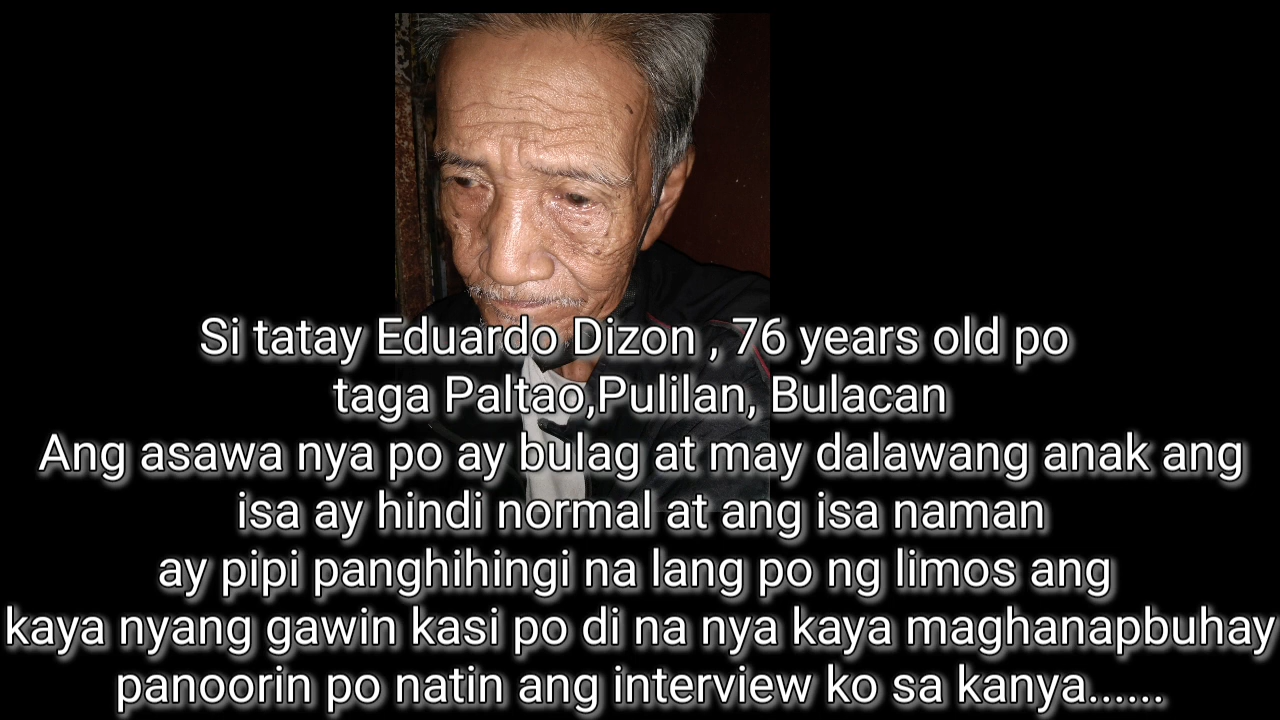 Si tatay Eduardo Dizon , 76 years old po
taga Paltao,Pulilan, Bulacan
Ang asawa nya po ay bulag at may dalawang anak ang
isa ay hindi normal at ang isa naman
ay pipi panghihingi na lang po ng limos ang
kaya nyang gawin kasi po di na nya kaya maghanapbuhay
panoorin po natin ang interview ko sa kanya......